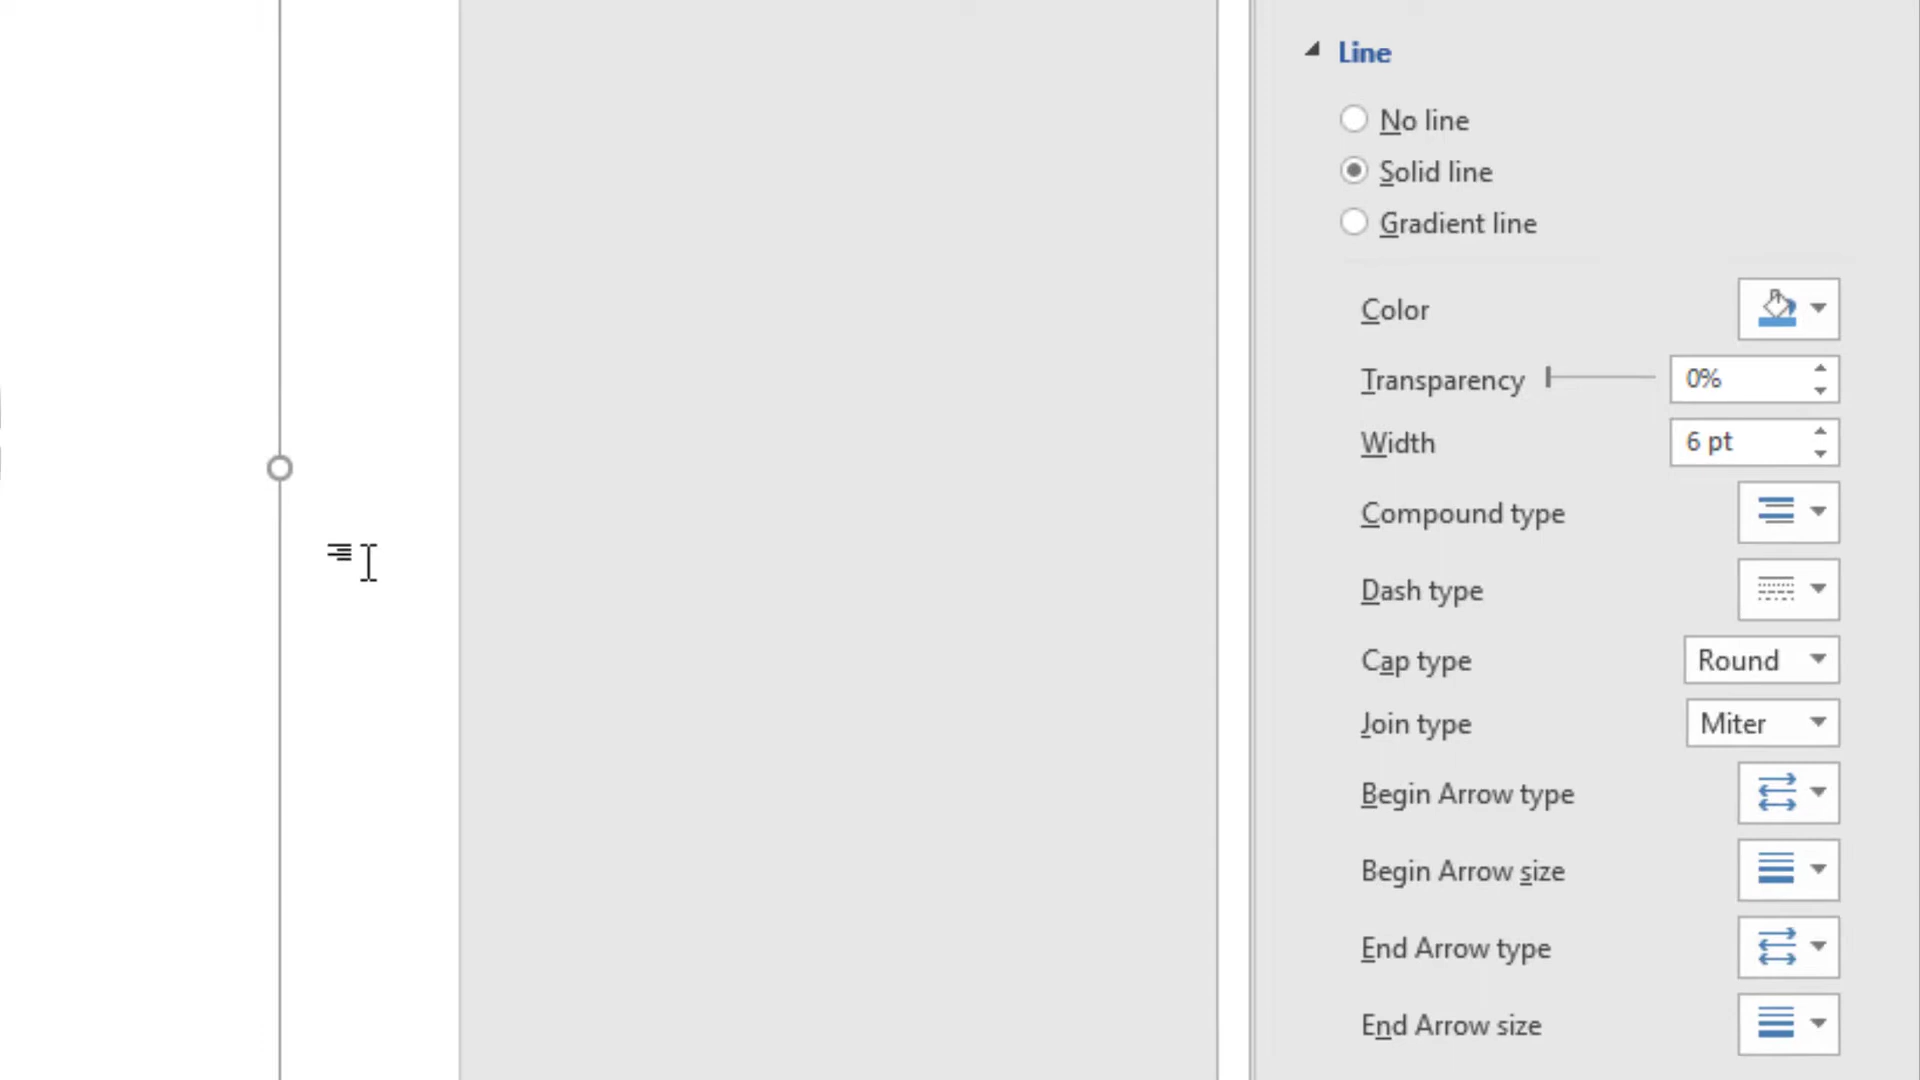 Line
No line
Solid line
Gradient line
Color
Transparency 0%
Width 6 pt
Compound type
Dash type
Cap type Round
Join type Miter
Begin Arrow type
Begin Arrow size
End Arrow type
End Arrow size